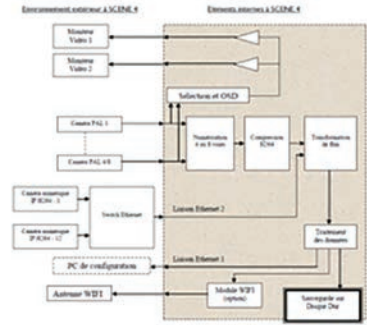 Environnement extérieur à SCENE 4
Eléments internes à SCENE 4
Moniteur
Vidéo 1
Moniteur
Vidéo 2
Sélection et OSD
Caméra PAL 1
Caméra PAL 4/8
Numérisation
4 ou 8 voies
Compression
H264
Transformation
de flux
Caméra numérique
IP H264 - 1
Caméra numérique
IP H264 - 12
Switch Ethernet
Liaison Ethernet 2
Traitement
des données
Liaison Ethernet 1
PC de configuration
Antenne WIFI
Module WIFI
(option)
Sauvegarde sur
Disque Dur